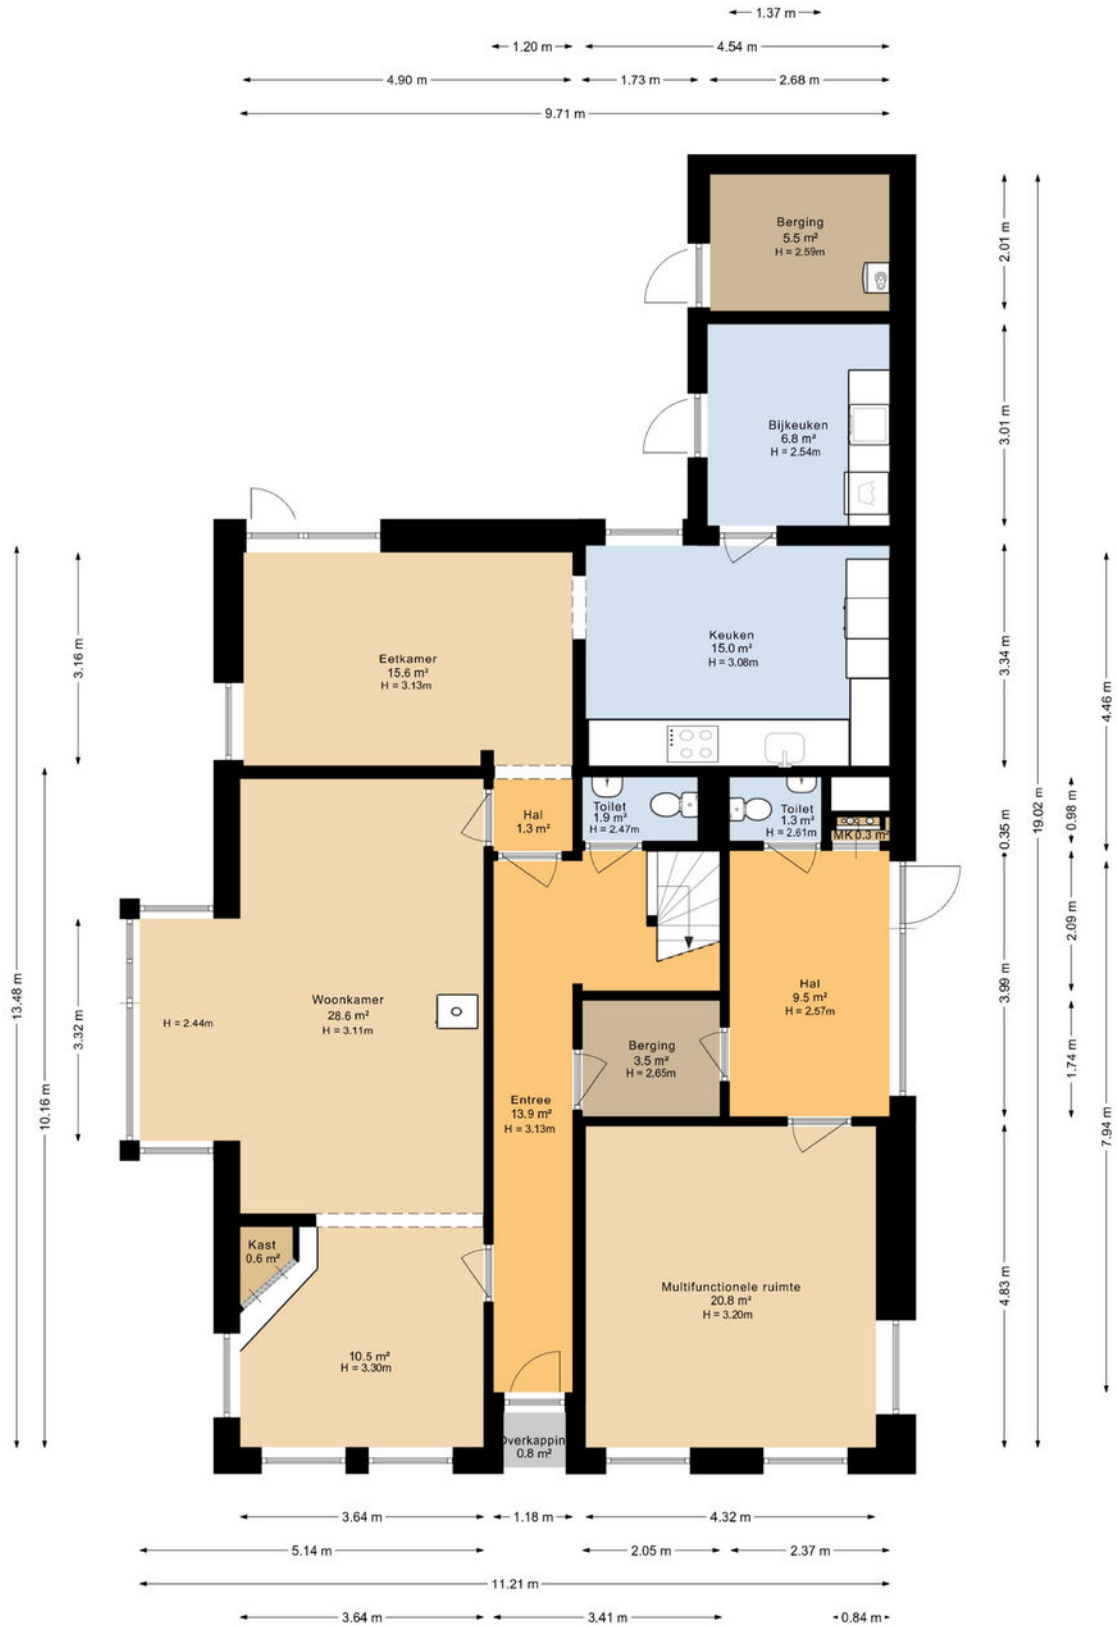 1.37 m
1.20 m
4.54 m
4.90 m
1.73 m
2.68 m
9.71 m
Berging
5.5 m²
H = 2.59m
2.01 m
Bijkeuken
6.8 m²
H = 2.54m
3.01 m
Eetkamer
15.6 m²
H = 3.13m
Keuken
15.0 m²
H = 3.08m
3.16 m
3.34 m
4.46 m
Hal
1.3 m²
Toilet
1.9 m²
H = 2.47m
Toilet
1.3 m²
H = 2.61m
MK 0.3 m²
0.35 m
19.02 m
0.98 m
Woonkamer
28.6 m²
H = 3.11m
H = 2.44m
Hal
9.5 m²
H = 2.57m
Berging
3.5 m²
H = 2.65m
Entree
13.9 m²
H = 3.13m
13.48 m
10.16 m
3.32 m
3.99 m
2.09 m
1.74 m
7.94 m
Kast
0.6 m²
10.5 m²
H = 3.30m
Multifunctionele ruimte
20.8 m²
H = 3.20m
4.83 m
Overkappin
0.8 m²
3.64 m
1.18 m
4.32 m
5.14 m
2.05 m
2.37 m
11.21 m
3.64 m
3.41 m
0.84 m